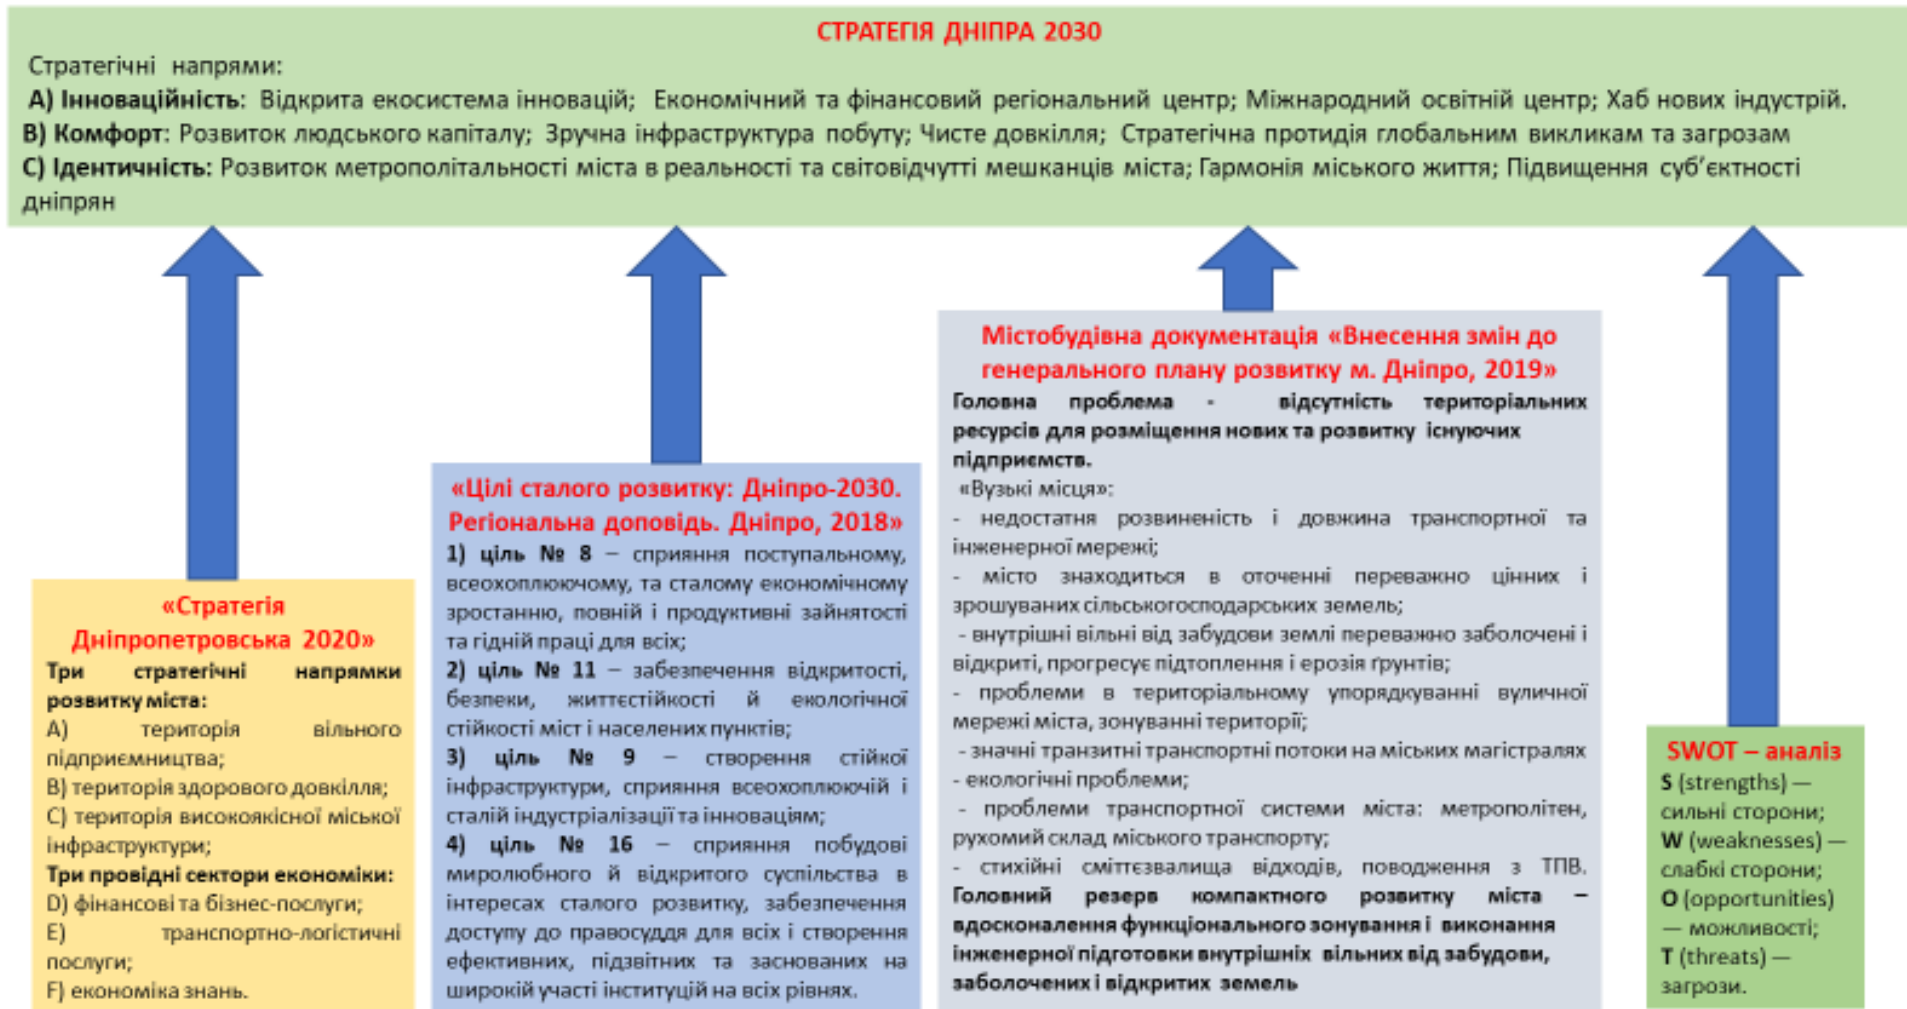 СТРАТЕГІЯ ДНІПРА 2030
Стратегічні напрями:
А) Інноваційність: Відкрита екосистема інновацій; Економічний та фінансовий регіональний центр; Міжнародний освітній центр; Хаб нових індустрій.
В) Комфорт: Розвиток людського капіталу; Зручна інфраструктура побуту; Чисте довкілля; Стратегічна протидія глобальним викликам та загрозам
С) Ідентичність: Розвиток метрополітальності міста в реальності та світовідчутті мешканців міста; Гармонія міського життя; Підвищення суб’єктності
дніпрян
«Стратегія
Дніпропетровська 2020»
Три стратегічні напрямки
розвитку міста:
А) територія вільного
підприємництва;
В) територія здорового довкілля;
С) територія високоякісної міської
інфраструктури;
Три провідні сектори економіки:
D) фінансові та бізнес-послуги;
E) транспортно-логістичні
послуги;
F) економіка знань.
«Цілі сталого розвитку: Дніпро-2030.
Регіональна доповідь. Дніпро, 2018»
1) ціль № 8 – сприяння поступальному,
всеохоплюючому, та сталому економічному
зростанню, повній і продуктивні зайнятості
та гідній праці для всіх;
2) ціль № 11 – забезпечення відкритості,
безпеки, життєстійкості й екологічної
стійкості міст і населених пунктів;
3) ціль № 9 – створення стійкої
інфраструктури, сприяння всеохоплюючій і
сталій індустріалізації та інноваціям;
4) ціль № 16 – сприяння побудові
миролюбного й відкритого суспільства в
інтересах сталого розвитку, забезпечення
доступу до правосуддя для всіх і створення
ефективних, підзвітних та заснованих на
широкій участі інституцій на всіх рівнях.
Містобудівна документація «Внесення змін до
генерального плану розвитку м. Дніпро, 2019»
Головна проблема - відсутність територіальних
ресурсів для розміщення нових та розвитку існуючих
підприємств.
«Вузькі місця»:
- недостатня розвиненість і довжина транспортної та
інженерної мережі;
- місто знаходиться в оточенні переважно цінних і
зрошуваних сільськогосподарських земель;
- внутрішні вільні від забудови землі переважно заболочені і
відкриті, прогресує підтоплення і ерозія ґрунтів;
- проблеми в територіальному упорядкуванні вуличної
мережі міста, зонуванні території;
- значні транзитні транспортні потоки на міських магістралях
- екологічні проблеми;
- проблеми транспортної системи міста: метрополітен,
рухомий склад міського транспорту;
- стихійні сміттєзвалища відходів, поводження з ТПВ.
Головний резерв компактного розвитку міста –
вдосконалення функціонального зонування і виконання
інженерної підготовки внутрішніх вільних від забудови,
заболочених і відкритих земель
SWOT – аналіз
S (strengths) —
сильні сторони;
W (weaknesses) —
слабкі сторони;
O (opportunities)
— можливості;
T (threats) —
загрози.